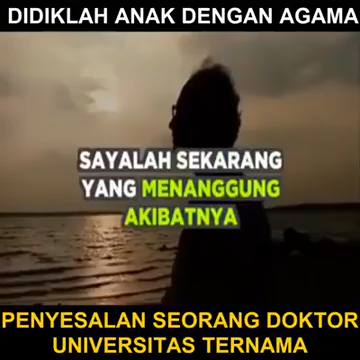 DIDIKLAH ANAK DENGAN AGAMA
SAYALAH SEKARANG
YANG MENANGGUNG
AKIBATNYA
PENYESALAN SEORANG DOKTOR
UNIVERSITAS TERNAMA